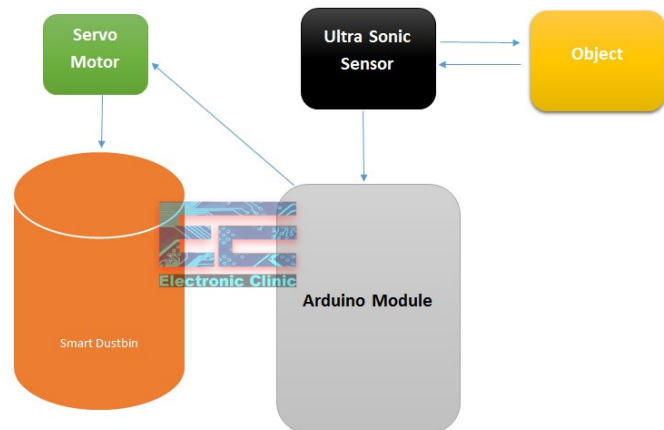 Servo
Motor
Ultra Sonic
Sensor
Object
Electronic Clinic
Arduino Module
Smart Dustbin